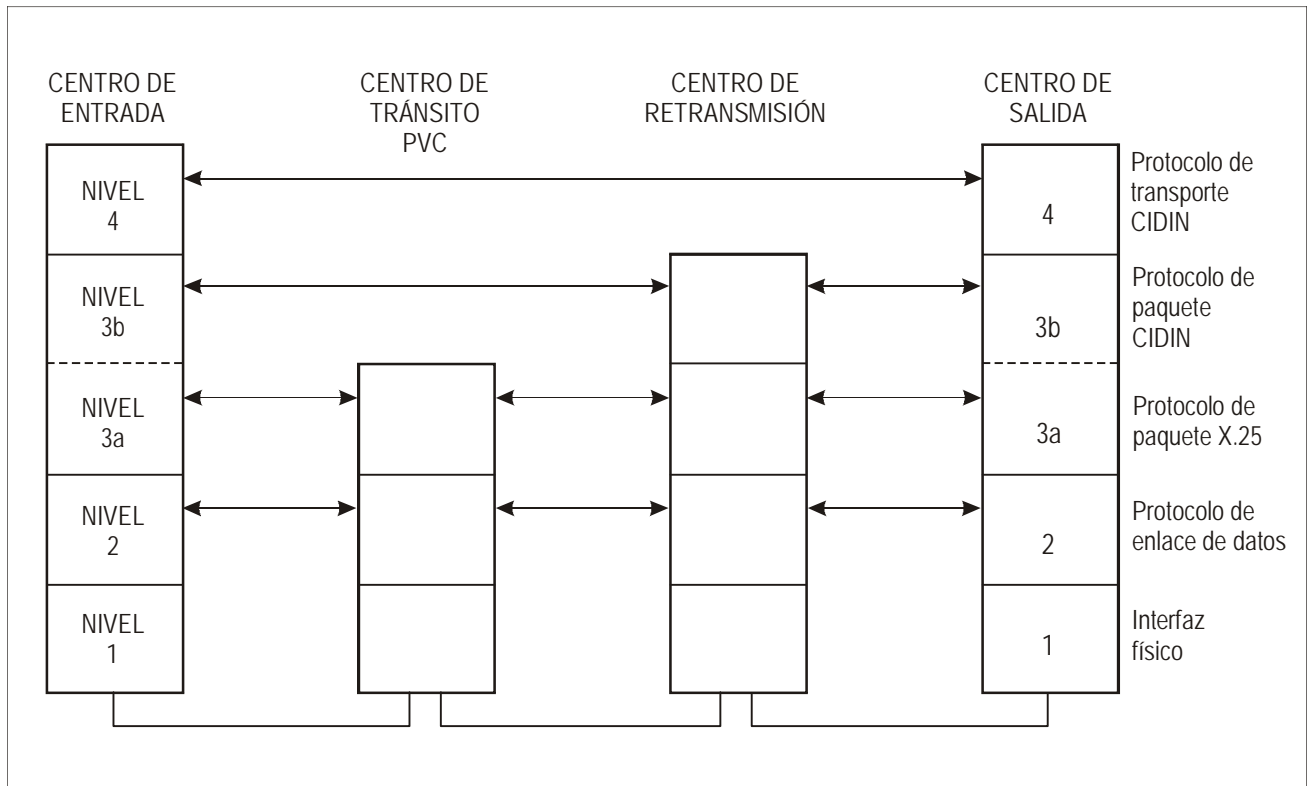 CENTRO DE
ENTRADA
CENTRO DE
TRÁNSITO
PVC
CENTRO DE
RETRANSMISIÓN
CENTRO DE
SALIDA
NIVEL
4
4
Protocolo de
transporte
CIDIN
NIVEL
3b
3b
Protocolo de
paquete
CIDIN
NIVEL
3a
3a
Protocolo de
paquete X.25
NIVEL
2
2
Protocolo de
enlace de datos
NIVEL
1
1
Interfaz
físico